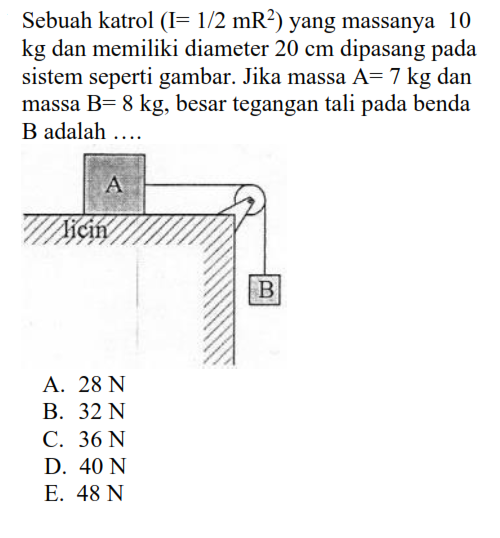 Sebuah katrol (I= 1/2 mR²) yang massanya 10
kg dan memiliki diameter 20 cm dipasang pada
sistem seperti gambar. Jika massa A= 7 kg dan
massa B= 8 kg, besar tegangan tali pada benda
B adalah ....
A
licin
B
A. 28 N
B. 32 N
C. 36 N
D. 40 N
E. 48 N